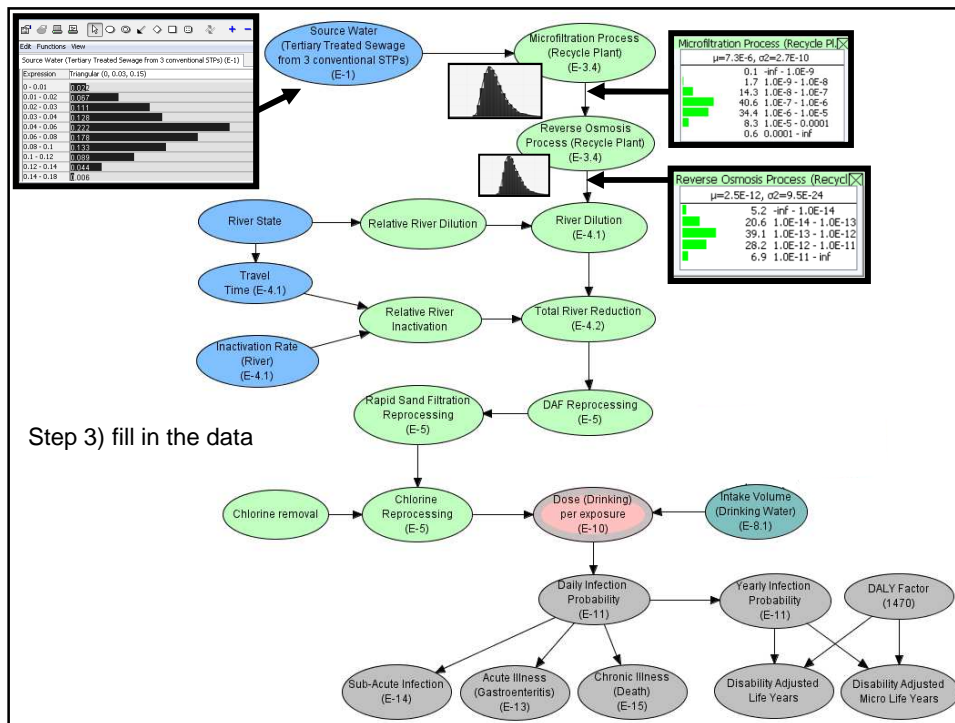 Edit Functions View
Source Water (Tertiary Treated Sewage from 3 conventional STPs) (E-1)
Expression Triangular (0, 0.03, 0.15)
0 - 0.01 0.022
0.01 - 0.02 0.067
0.02 - 0.03 0.111
0.03 - 0.04 0.128
0.04 - 0.06 0.222
0.06 - 0.08 0.178
0.08 - 0.1 0.133
0.1 - 0.12 0.089
0.12 - 0.14 0.044
0.14 - 0.18 0.006
Source Water
(Tertiary Treated Sewage
from 3 conventional STPs)
(E-1)
Microfiltration Process
(Recycle Plant)
(E-3.4)
Microfiltration Process (Recycle Pl.
μ=7.3E-6, σ2=2.7E-10
0.1 -inf - 1.0E-9
1.7 1.0E-9 - 1.0E-8
14.3 1.0E-8 - 1.0E-7
40.6 1.0E-7 - 1.0E-6
34.4 1.0E-6 - 1.0E-5
8.3 1.0E-5 - 0.0001
0.6 0.0001 - inf
Reverse Osmosis
Process (Recycle Plant)
(E-3.4)
Reverse Osmosis Process (Recycl
μ=2.5E-12, σ2=9.5E-24
5.2 -inf - 1.0E-14
20.6 1.0E-14 - 1.0E-13
39.1 1.0E-13 - 1.0E-12
28.2 1.0E-12 - 1.0E-11
6.9 1.0E-11 - inf
River State
Relative River Dilution
River Dilution
(E-4.1)
Travel
Time (E-4.1)
Relative River
Inactivation
Total River Reduction
(E-4.2)
Inactivation Rate
(River)
(E-4.1)
Rapid Sand Filtration
Reprocessing
(E-5)
DAF Reprocessing
(E-5)
Step 3) fill in the data
Chlorine removal
Chlorine
Reprocessing
(E-5)
Dose (Drinking)
per exposure
(E-10)
Intake Volume
(Drinking Water)
(E-8.1)
Daily Infection
Probability
(E-11)
Yearly Infection
Probability
(E-11)
DALY Factor
(1470)
Sub-Acute Infection
(E-14)
Acute Illness
(Gastroenteritis)
(E-13)
Chronic Illness
(Death)
(E-15)
Disability Adjusted
Life Years
Disability Adjusted
Micro Life Years